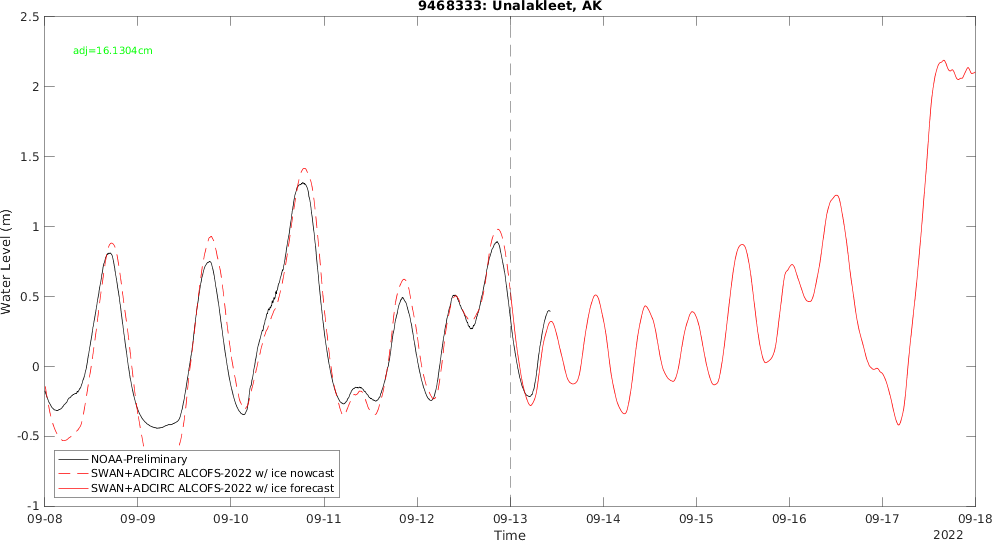 9468333: Unalakleet, AK
adj=16.1304cm
2.5
2
1.5
1
0.5
0
-0.5
-1
Water Level (m)
NOAA-Preliminary
SWAN+ADCIRC ALCOFS-2022 w/ ice nowcast
SWAN+ADCIRC ALCOFS-2022 w/ ice forecast
09-08 09-09 09-10 09-11 09-12 09-13 09-14 09-15 09-16 09-17 09-18
Time
2022